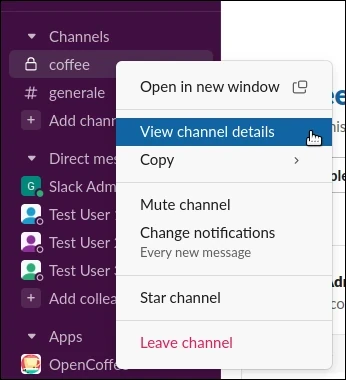 Channels
coffee
Open in new window
# generale
Add chann
View channel details
Direct mes
Copy
Slack Adm
Test User
Mute channel
Test User
Change notifications
Every new message
Test User
Add collea
Star channel
Apps
Leave channel
OpenCoffe